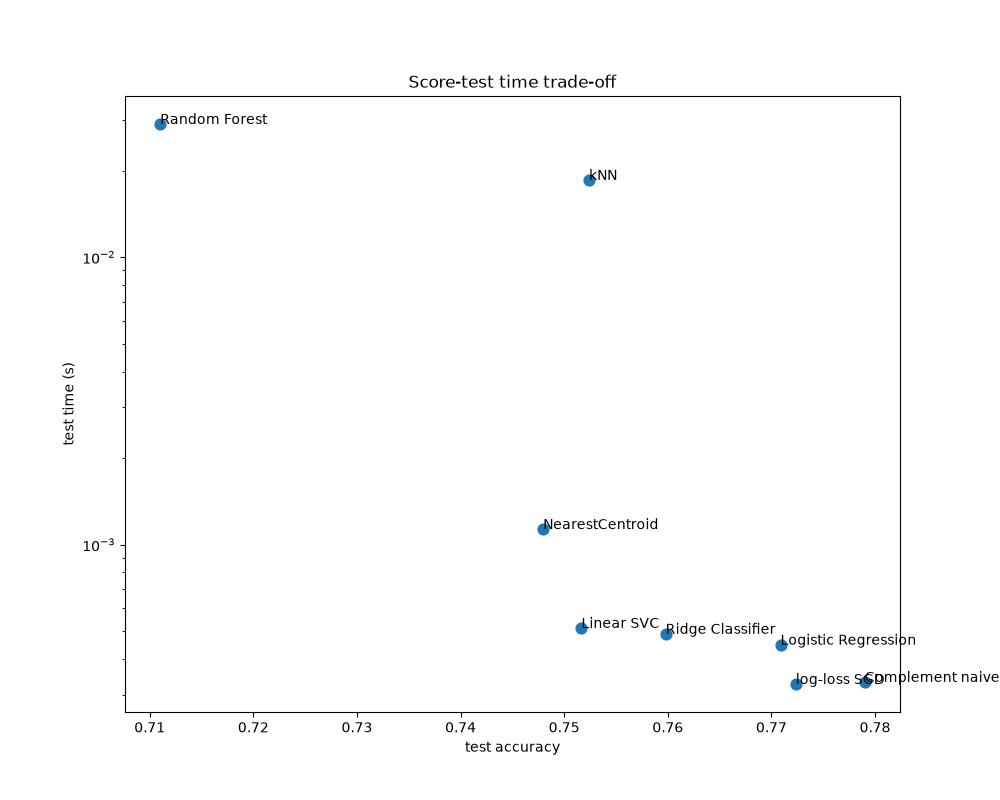 Score-test time trade-off
Random Forest
kNN
10⁻²
test time (s)
NearestCentroid
10⁻³
Linear SVC
Ridge Classifier
Logistic Regression
log-loss SGD
Complement naive
0.71 0.72 0.73 0.74 0.75 0.76 0.77 0.78
test accuracy